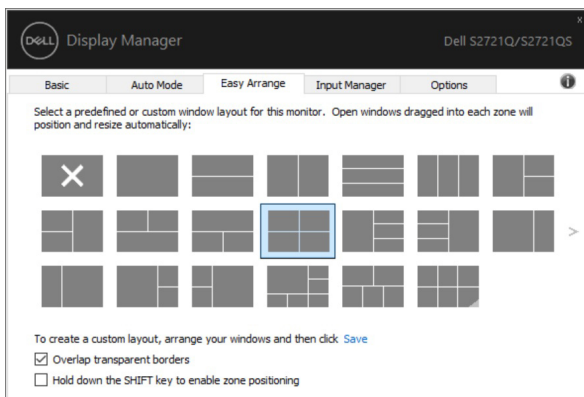 x
DELL Display Manager Dell S2721Q/S2721QS
Basic Auto Mode Easy Arrange Input Manager Options i
Select a predefined or custom window layout for this monitor. Open windows dragged into each zone will
position and resize automatically:
>
To create a custom layout, arrange your windows and then click Save
Overlap transparent borders
Hold down the SHIFT key to enable zone positioning